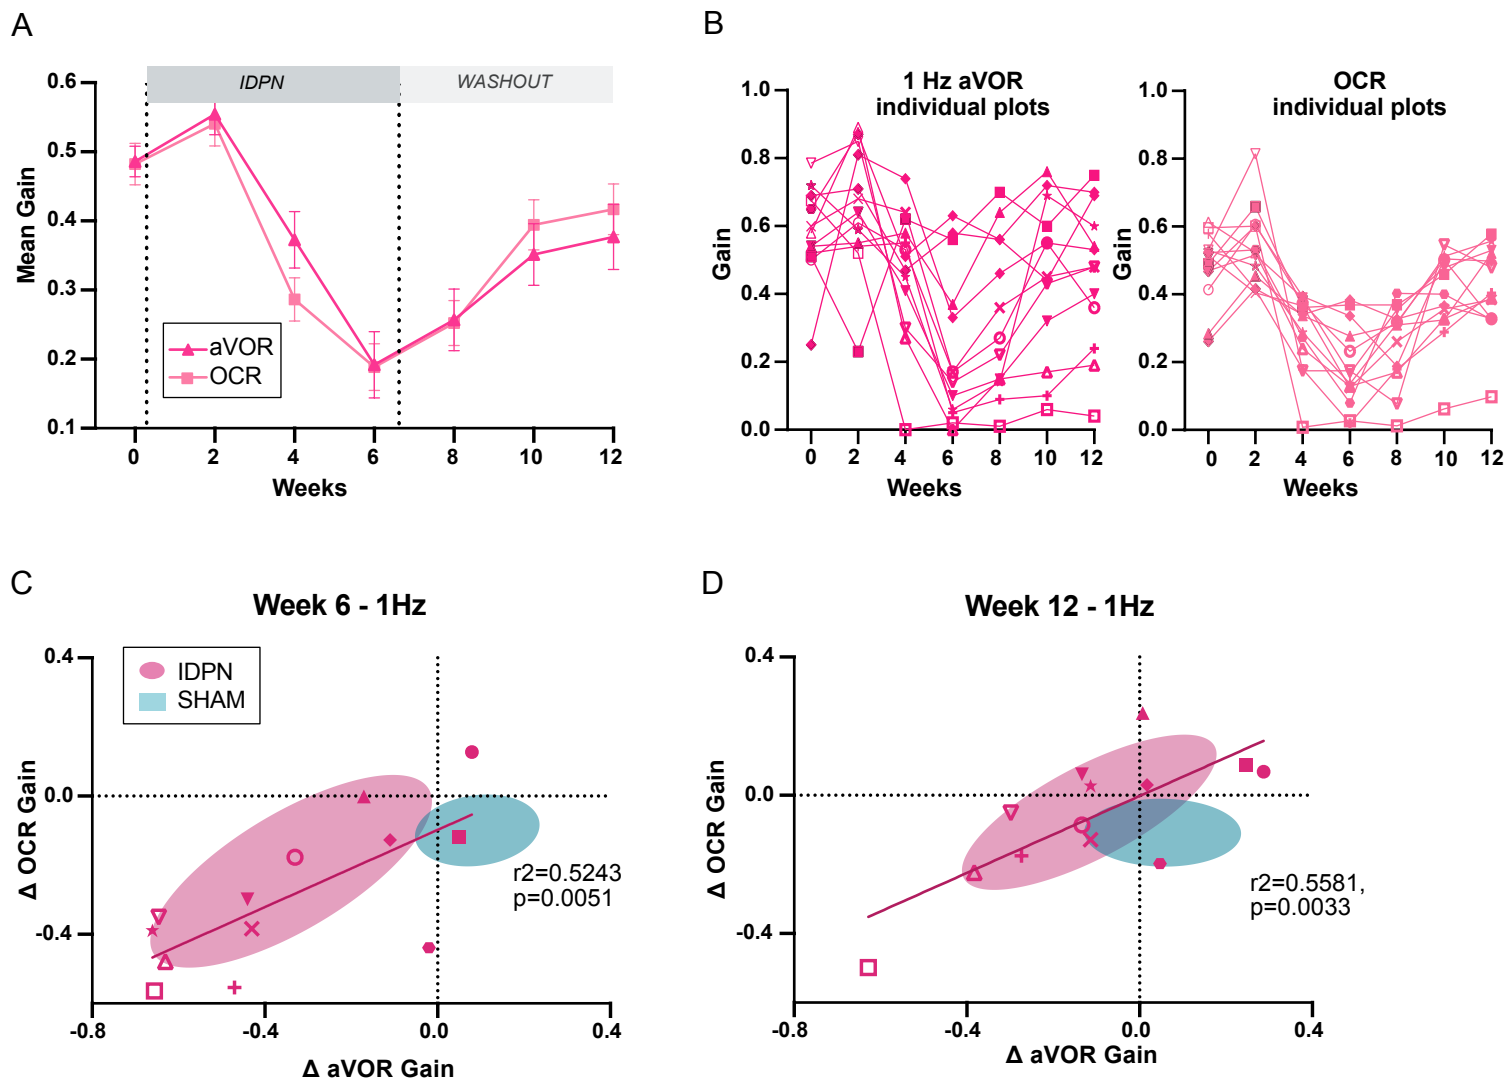 A
IDPN
WASHOUT
0.6
0.5
0.4
0.3
0.2
0.1
Mean Gain
aVOR
OCR
0
2
4
6
8
10
12
Weeks
B
1 Hz aVOR
individual plots
1.0
0.8
0.6
0.4
0.2
0.0
Gain
0
2
4
6
8
10
12
Weeks
OCR
individual plots
1.0
0.8
0.6
0.4
0.2
0.0
Gain
0
2
4
6
8
10
12
Weeks
C
Week 6 - 1Hz
IDPN
SHAM
0.4
0.0
-0.4
Δ OCR Gain
r2=0.5243
p=0.0051
-0.8
-0.4
0.0
0.4
Δ aVOR Gain
D
Week 12 - 1Hz
0.4
0.0
-0.4
Δ OCR Gain
r2=0.5581,
p=0.0033
-0.8
-0.4
0.0
0.4
Δ aVOR Gain